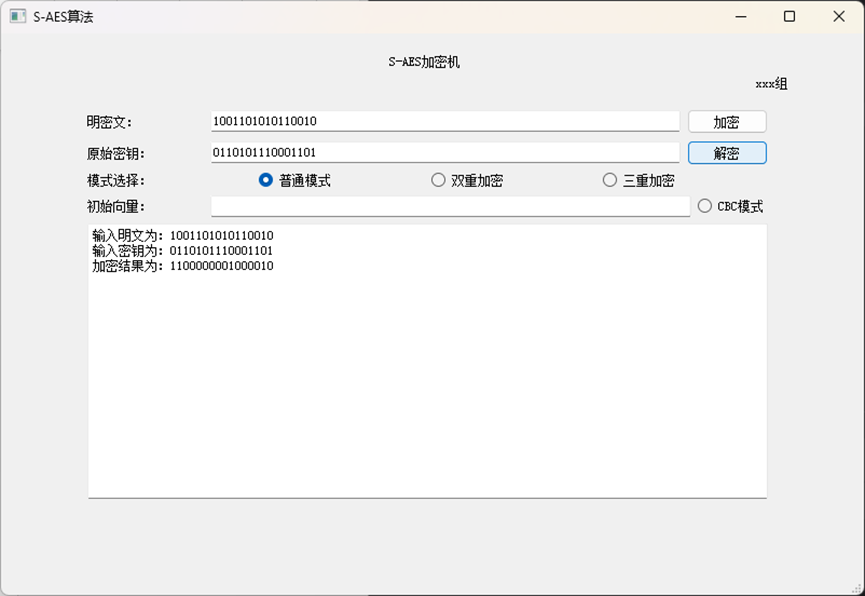 S-AES算法
S-AES加密机
xxx组
明密文： 1001101010110010 加密
原始密钥： 0110101110001101 解密
模式选择： 普通模式 双重加密 三重加密
初始向量： CBC模式
输入明文为：1001101010110010
输入密钥为：0110101110001101
加密结果为：1100000001000010